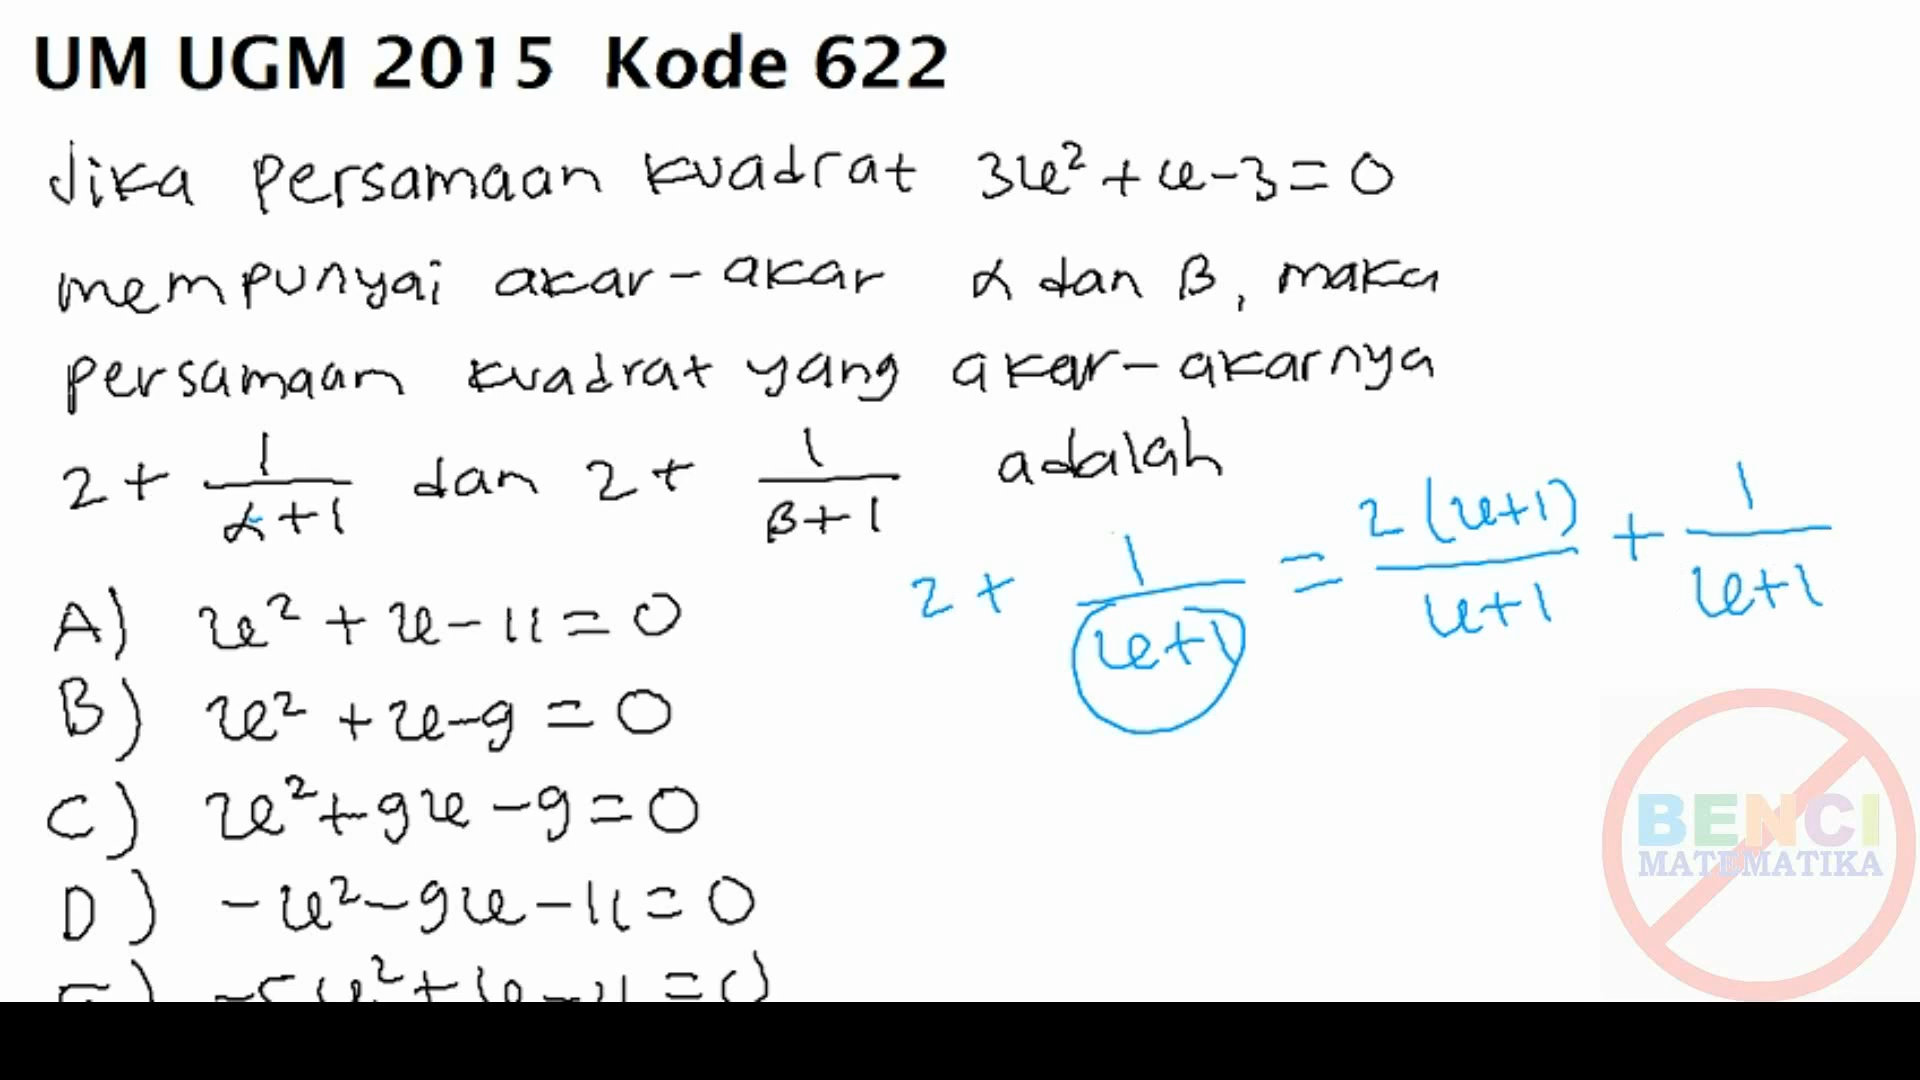 UM UGM 2015 Kode 622
Jika persamaan kuadrat 3x² + x - 3 = 0
mempunyai akar-akar α dan β, maka
persamaan kuadrat yang akar-akarnya
2 + 1/(α+1) dan 2 + 1/(β+1) adalah
2 + 1/(x+1) = 2(x+1)/(x+1) + 1/(x+1)
A) x² + x - 11 = 0
B) x² + x - 9 = 0
C) x² + 9x - 9 = 0
D) -x² - 9x - 11 = 0
BENCI
MATEMATIKA